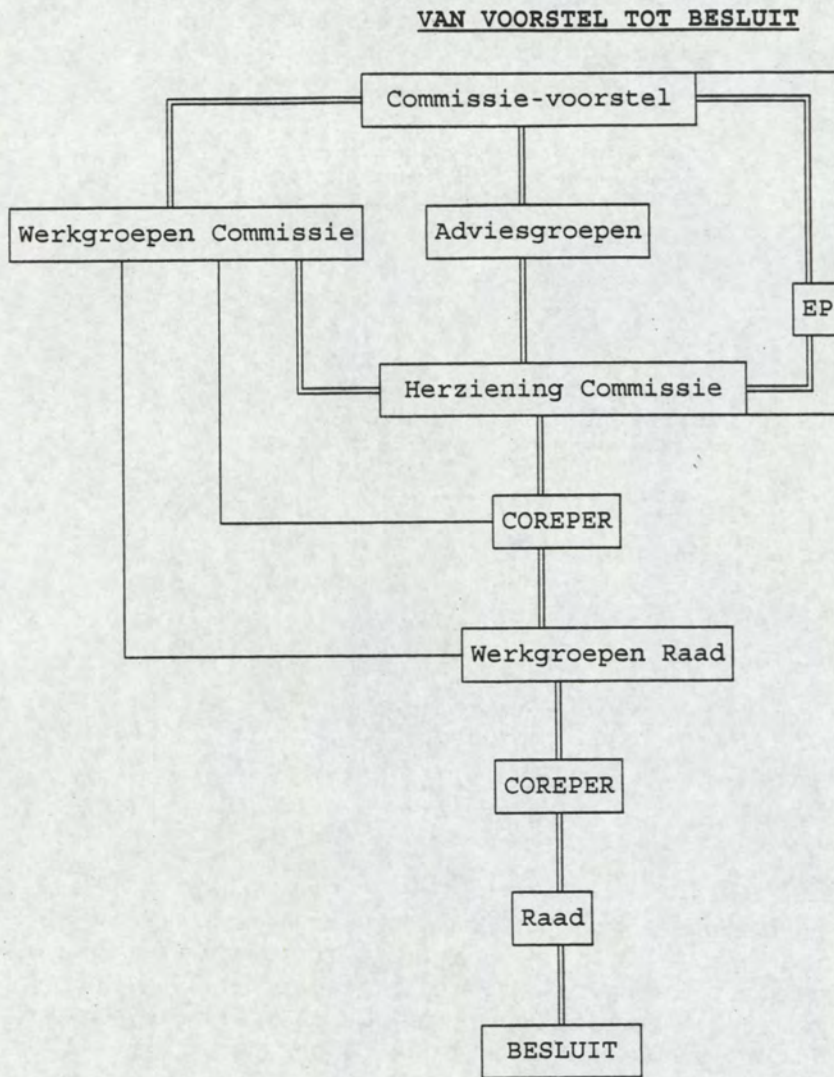 VAN VOORSTEL TOT BESLUIT
Commissie-voorstel
Werkgroepen Commissie
Adviesgroepen
EP
Herziening Commissie
COREPER
Werkgroepen Raad
COREPER
Raad
BESLUIT